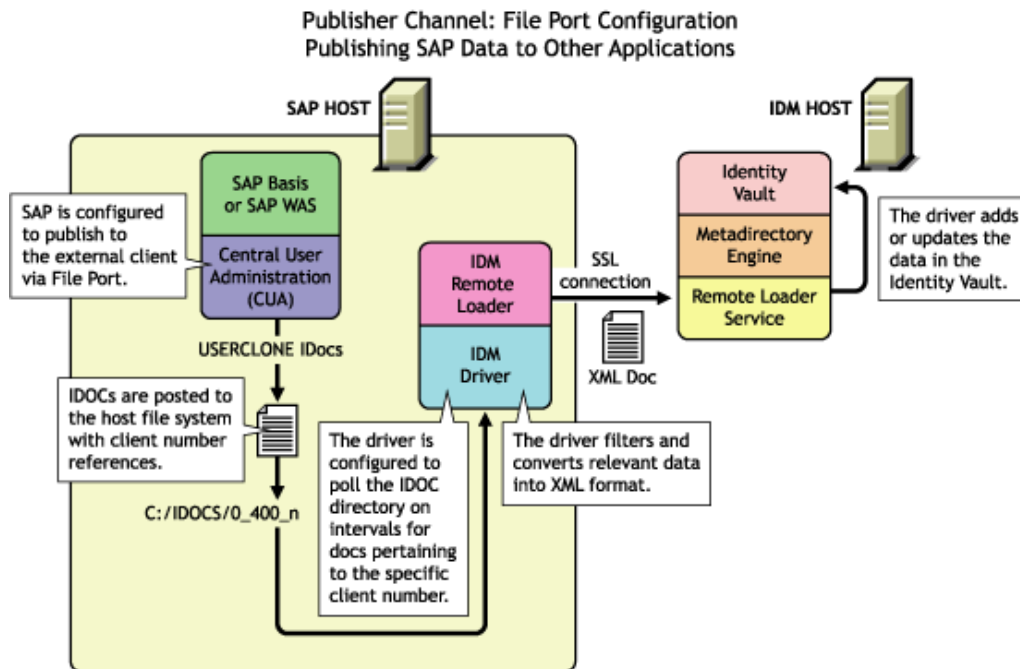 Publisher Channel: File Port Configuration
Publishing SAP Data to Other Applications
SAP HOST
IDM HOST
SAP Basis
or SAP WAS
Central User
Administration
(CUA)
SAP is configured
to publish to
the external client
via File Port.
USERCLONE IDocs
IDOCs are posted to
the host file system
with client number
references.
C:/IDOCS/0_400_n
IDM
Remote
Loader
IDM
Driver
The driver is
configured to
poll the IDOC
directory on
intervals for
docs pertaining
to the specific
client number.
The driver filters and
converts relevant data
into XML format.
SSL
connection
XML Doc
Identity
Vault
Metadirectory
Engine
Remote Loader
Service
The driver adds
or updates the
data in the
Identity Vault.